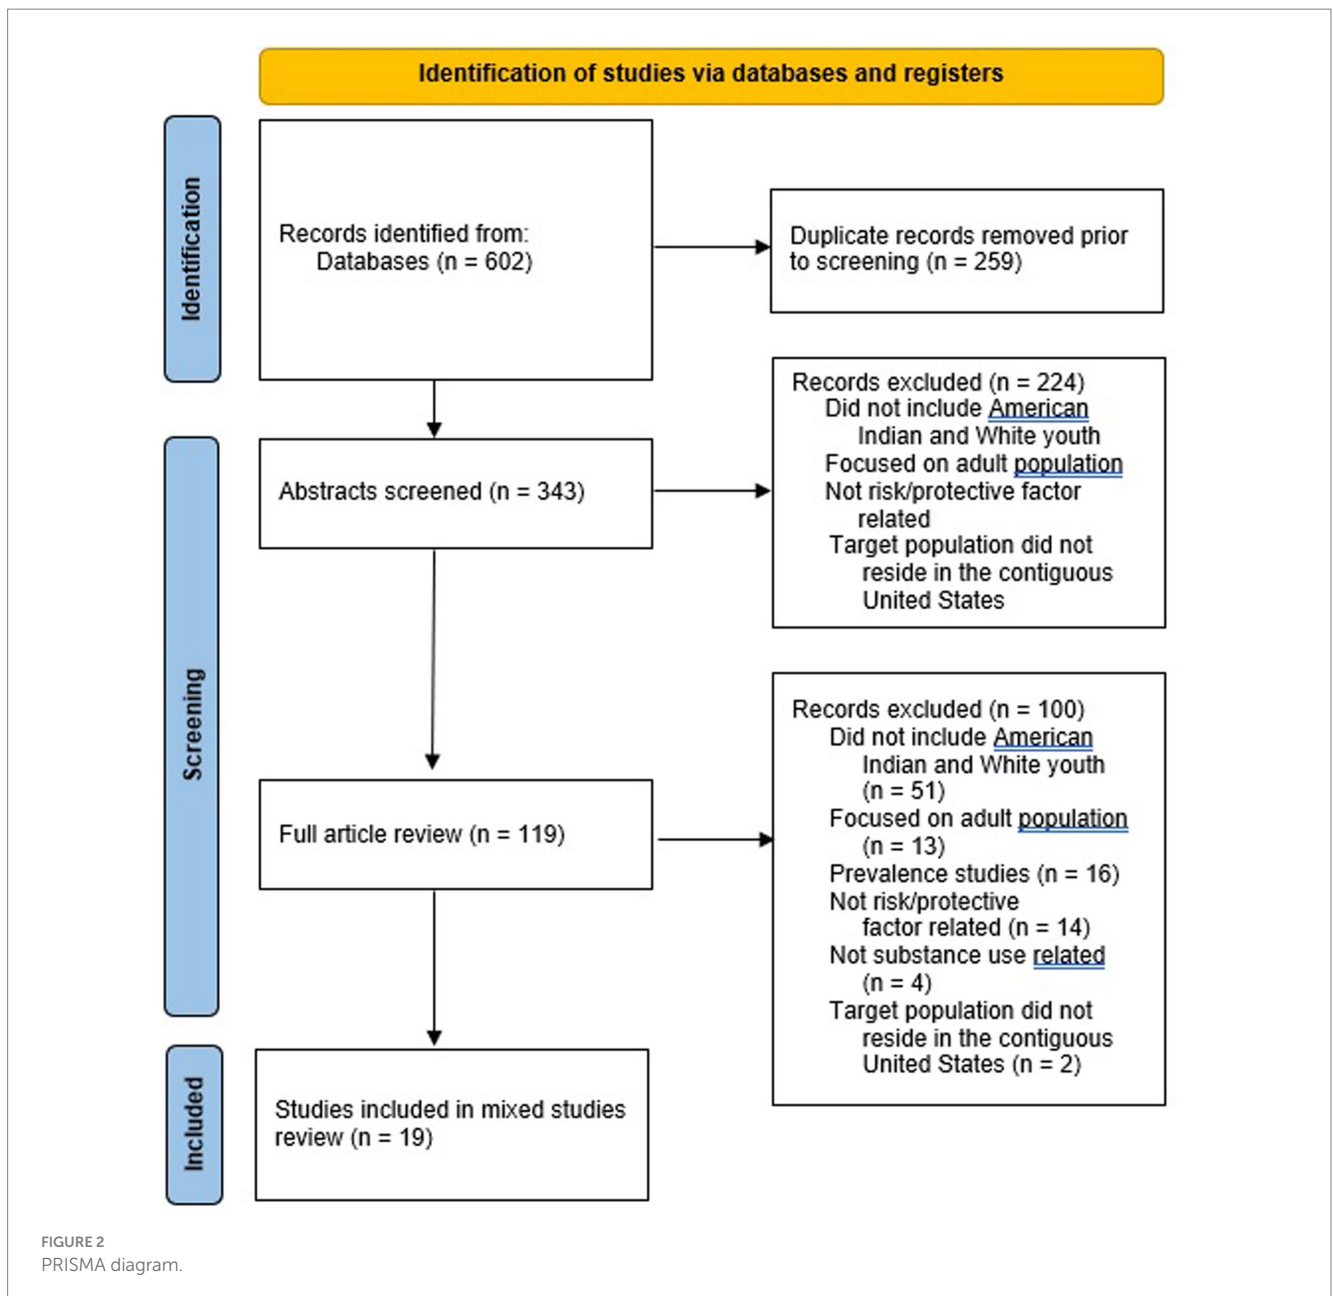 Identification of studies via databases and registers
Identification
Records identified from:
Databases (n = 602)
Duplicate records removed prior
to screening (n = 259)
Screening
Abstracts screened (n = 343)
Records excluded (n = 224)
Did not include American
Indian and White youth
Focused on adult population
Not risk/protective factor
related
Target population did not
reside in the contiguous
United States
Full article review (n = 119)
Records excluded (n = 100)
Did not include American
Indian and White youth
(n = 51)
Focused on adult population
(n = 13)
Prevalence studies (n = 16)
Not risk/protective
factor related (n = 14)
Not substance use related
(n = 4)
Target population did not
reside in the contiguous
United States (n = 2)
Included
Studies included in mixed studies
review (n = 19)
FIGURE 2
PRISMA diagram.